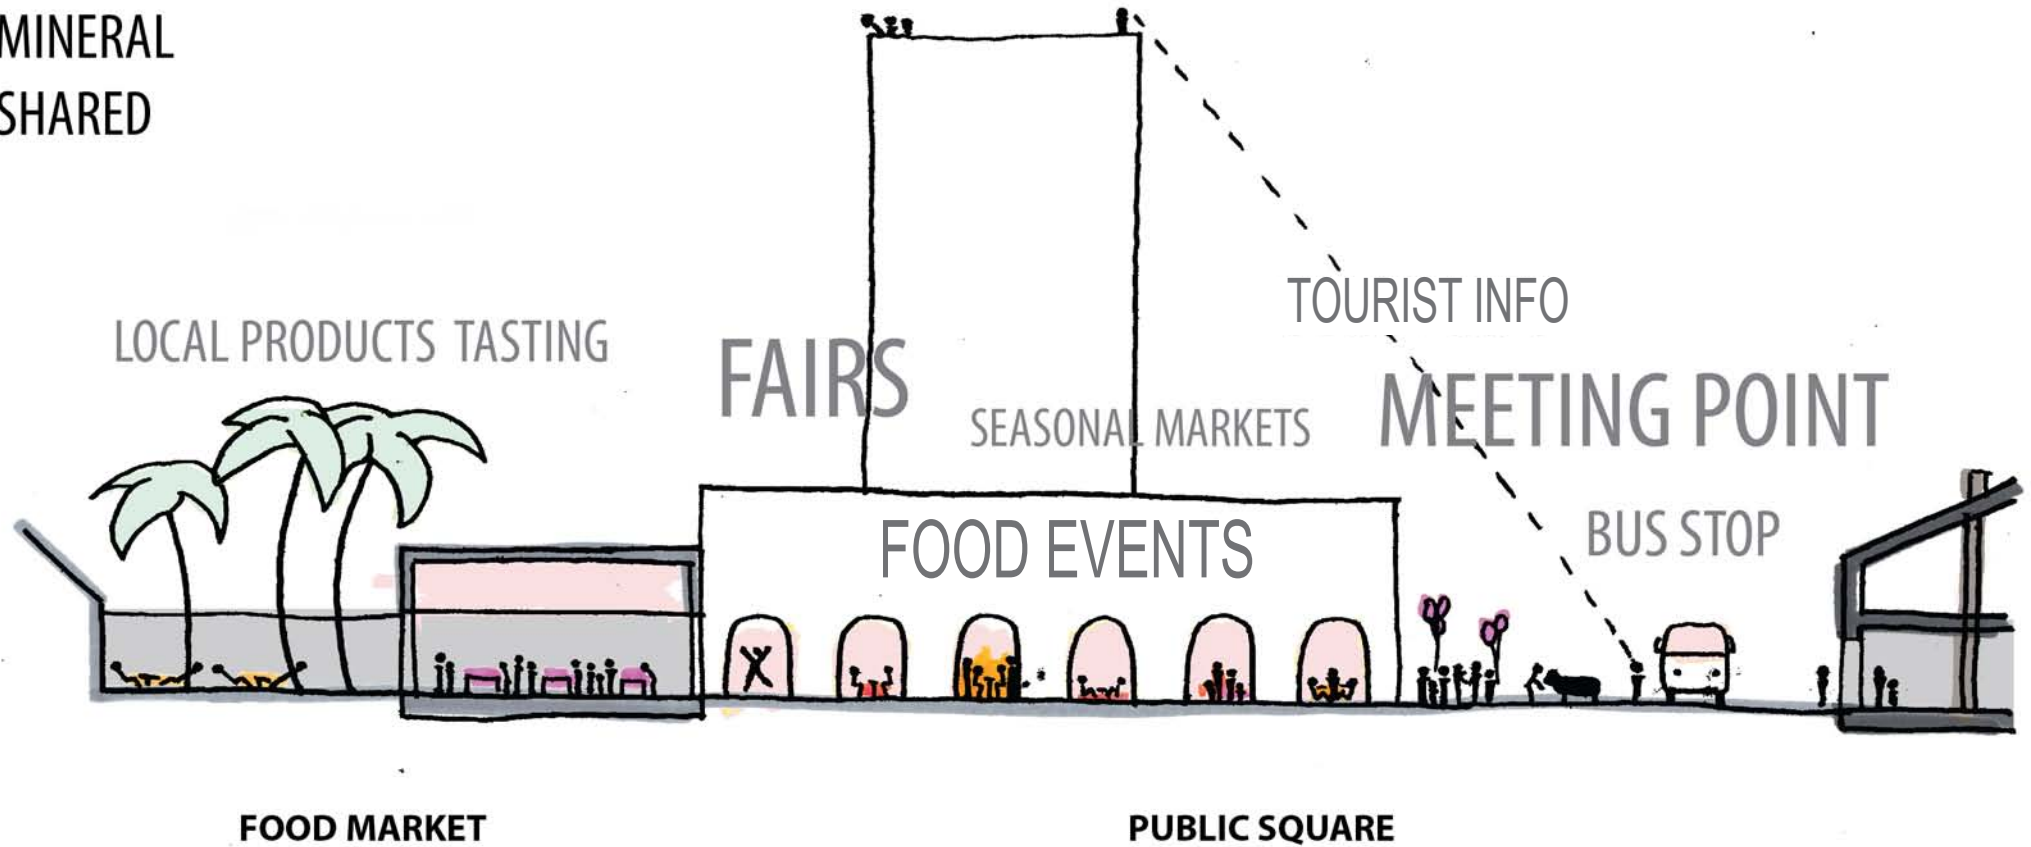 MINERAL
SHARED
TOURIST INFO
LOCAL PRODUCTS TASTING
FAIRS
SEASONAL MARKETS
MEETING POINT
FOOD EVENTS
BUS STOP
FOOD MARKET
PUBLIC SQUARE